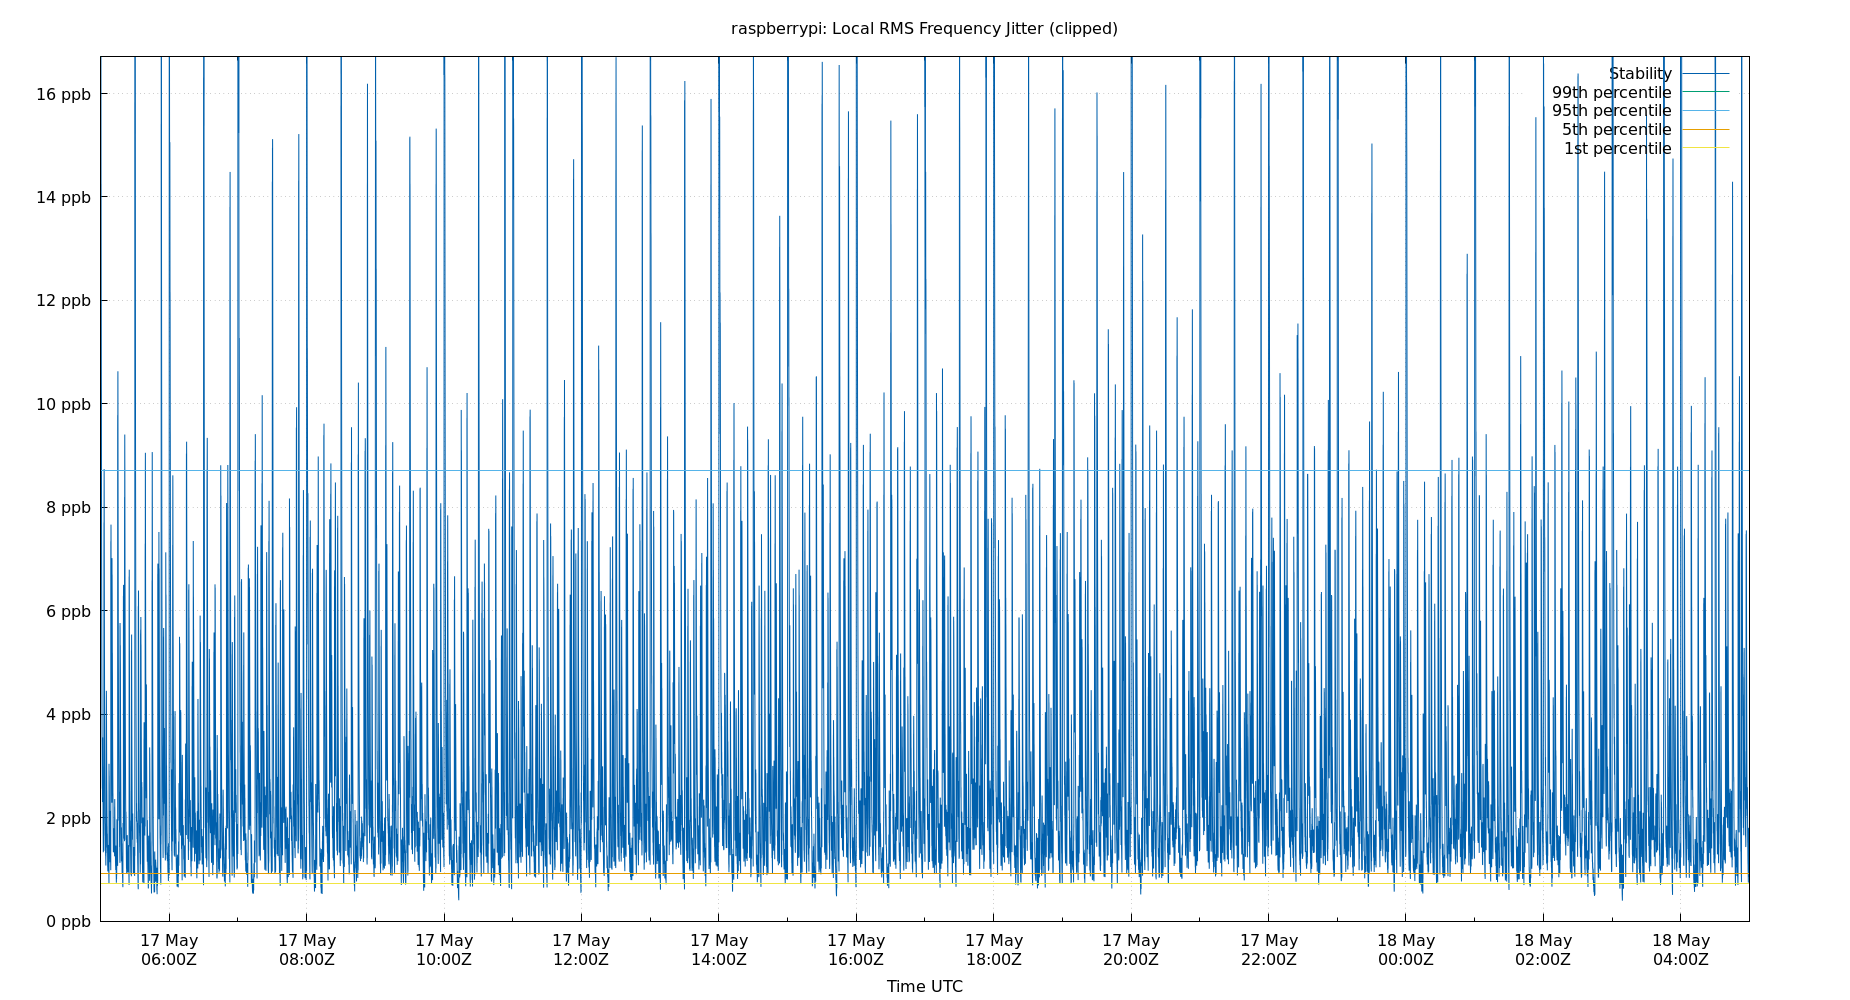 raspberrypi: Local RMS Frequency Jitter (clipped)
Stability
99th percentile
95th percentile
5th percentile
1st percentile
16 ppb
14 ppb
12 ppb
10 ppb
8 ppb
6 ppb
4 ppb
2 ppb
0 ppb
17 May 17 May 17 May 17 May 17 May 17 May 17 May 17 May 17 May 18 May 18 May 18 May
06:00Z 08:00Z 10:00Z 12:00Z 14:00Z 16:00Z 18:00Z 20:00Z 22:00Z 00:00Z 02:00Z 04:00Z
Time UTC